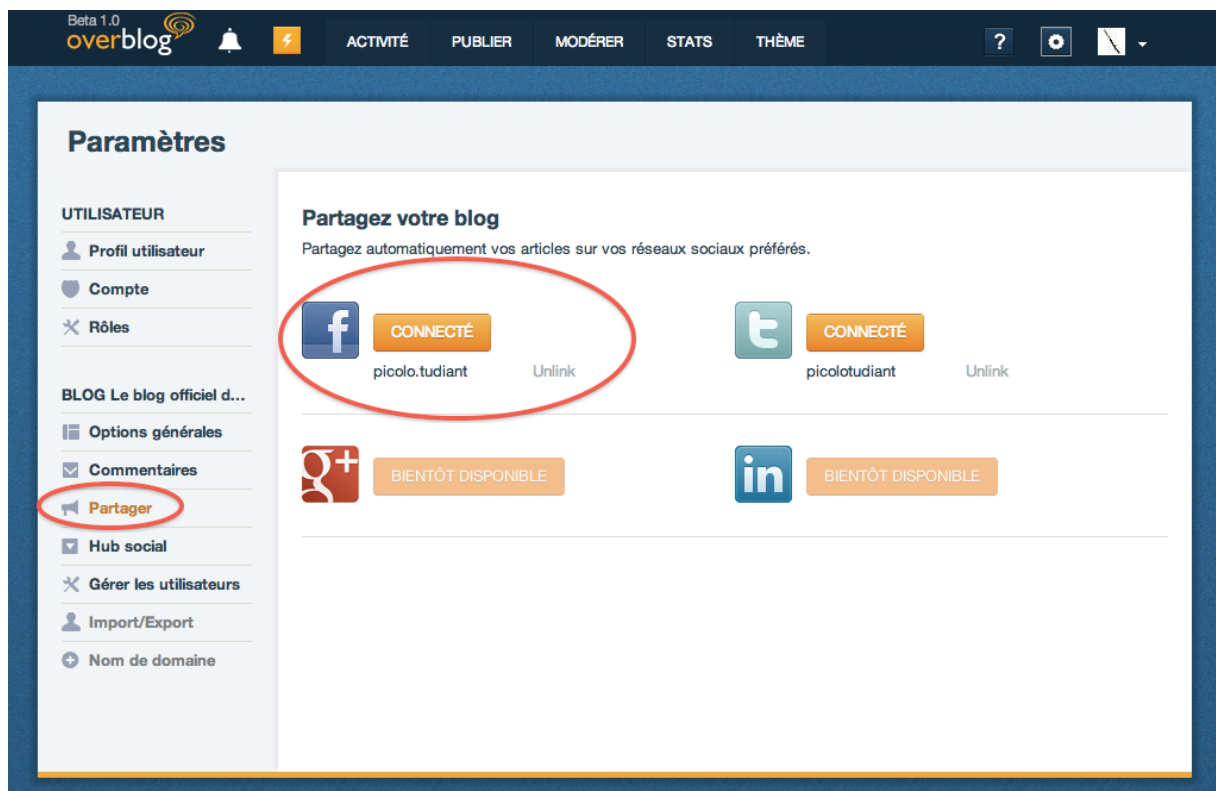 Beta 1.0
overblog
ACTIVITÉ PUBLIER MODÉRER STATS THÈME ?
Paramètres
UTILISATEUR
Profil utilisateur
Compte
Rôles
BLOG Le blog officiel d...
Options générales
Commentaires
Partager
Hub social
Gérer les utilisateurs
Import/Export
Nom de domaine
Partagez votre blog
Partagez automatiquement vos articles sur vos réseaux sociaux préférés.
f CONNECTÉ
picolo.tudiant Unlink
t CONNECTÉ
picolotudiant Unlink
g+ BIENTÔT DISPONIBLE
in BIENTÔT DISPONIBLE